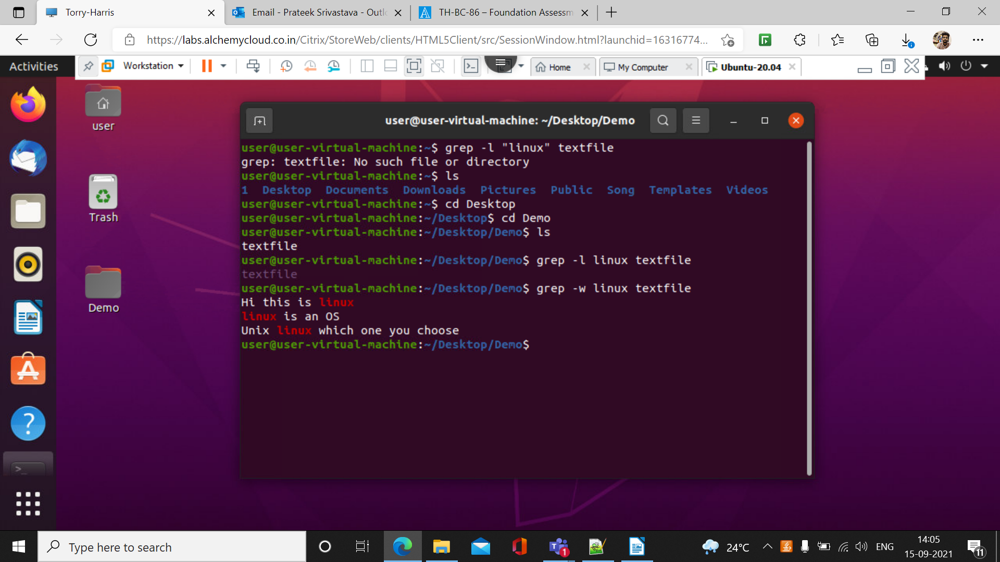 Torry-Harris
Email - Prateek Srivastava - Outlo
TH-BC-86 – Foundation Assessm
https://labs.alchemycloud.co.in/Citrix/StoreWeb/clients/HTML5Client/src/SessionWindow.html?launchid=16316774...
Activities
Workstation
Home
My Computer
Ubuntu-20.04
user
Trash
Demo
user@user-virtual-machine: ~/Desktop/Demo
user@user-virtual-machine:~$ grep -l "linux" textfile
grep: textfile: No such file or directory
user@user-virtual-machine:~$ ls
1 Desktop Documents Downloads Pictures Public Song Templates Videos
user@user-virtual-machine:~$ cd Desktop
user@user-virtual-machine:~/Desktop$ cd Demo
user@user-virtual-machine:~/Desktop/Demo$ ls
textfile
user@user-virtual-machine:~/Desktop/Demo$ grep -l linux textfile
textfile
user@user-virtual-machine:~/Desktop/Demo$ grep -w linux textfile
Hi this is linux
linux is an OS
Unix linux which one you choose
user@user-virtual-machine:~/Desktop/Demo$
Type here to search
1
24°C
ENG
14:05
15-09-2021
11